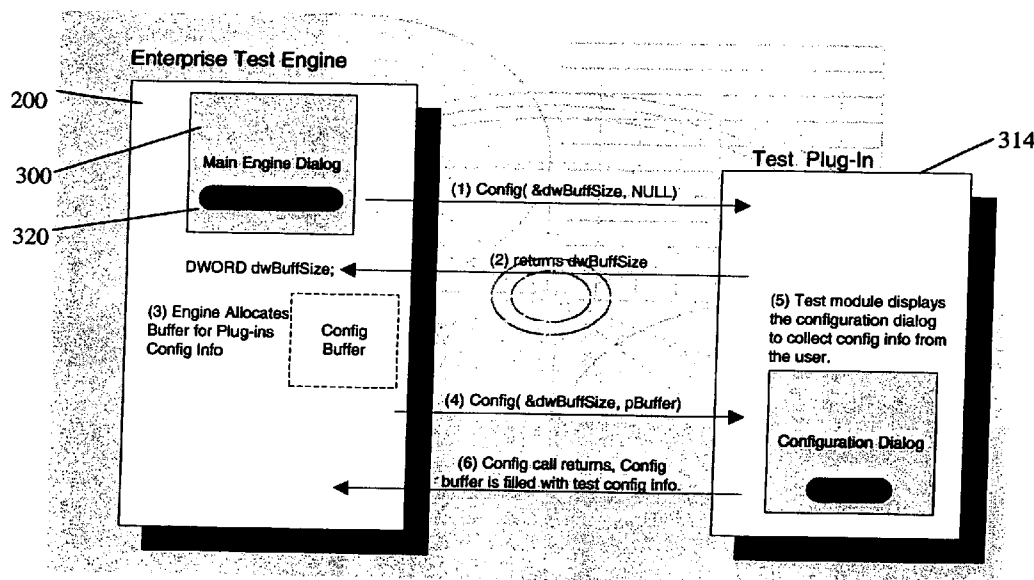 Enterprise Test Engine
200
300
Main Engine Dialog
320
314
Test Plug-In
(1) Config( &dwBuffSize, NULL)
(2) returns dwBuffSize
DWORD dwBuffSize;
(3) Engine Allocates
Buffer for Plug-ins
Config Info
Config
Buffer
(5) Test module displays
the configuration dialog
to collect config info from
the user.
(4) Config( &dwBuffSize, pBuffer)
Configuration Dialog
(6) Config call returns, Config
buffer is filled with test config info.